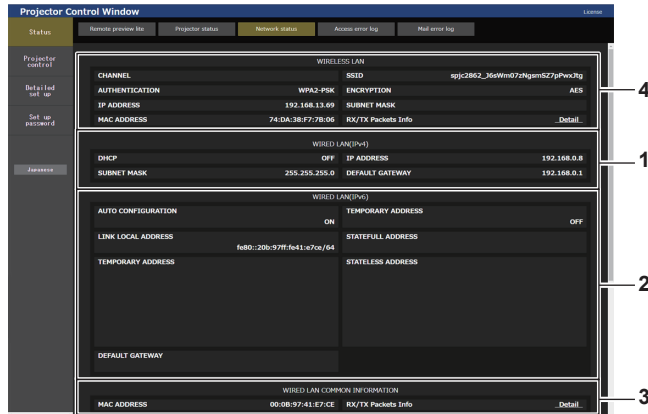 Projector Control Window
License
Status
Remote preview lite Projector status Network status Access error log Mail error log
Projector control
Detailed set up
Set up password
Japanese
WIRELESS LAN
CHANNEL SSID spjc2862_J6sWm07zNgsmSZ7pPwxJtg
AUTHENTICATION WPA2-PSK ENCRYPTION AES
IP ADDRESS 192.168.13.69 SUBNET MASK
MAC ADDRESS 74:DA:38:F7:7B:06 RX/TX Packets Info Detail
4
WIRED LAN(IPv4)
DHCP OFF IP ADDRESS 192.168.0.8
SUBNET MASK 255.255.255.0 DEFAULT GATEWAY 192.168.0.1
1
WIRED LAN(IPv6)
AUTO CONFIGURATION ON TEMPORARY ADDRESS OFF
LINK LOCAL ADDRESS fe80::20b:97ff:fe41:e7ce/64 STATEFULL ADDRESS
TEMPORARY ADDRESS STATELESS ADDRESS
2
DEFAULT GATEWAY
WIRED LAN COMMON INFORMATION
MAC ADDRESS 00:0B:97:41:E7:CE RX/TX Packets Info Detail
3